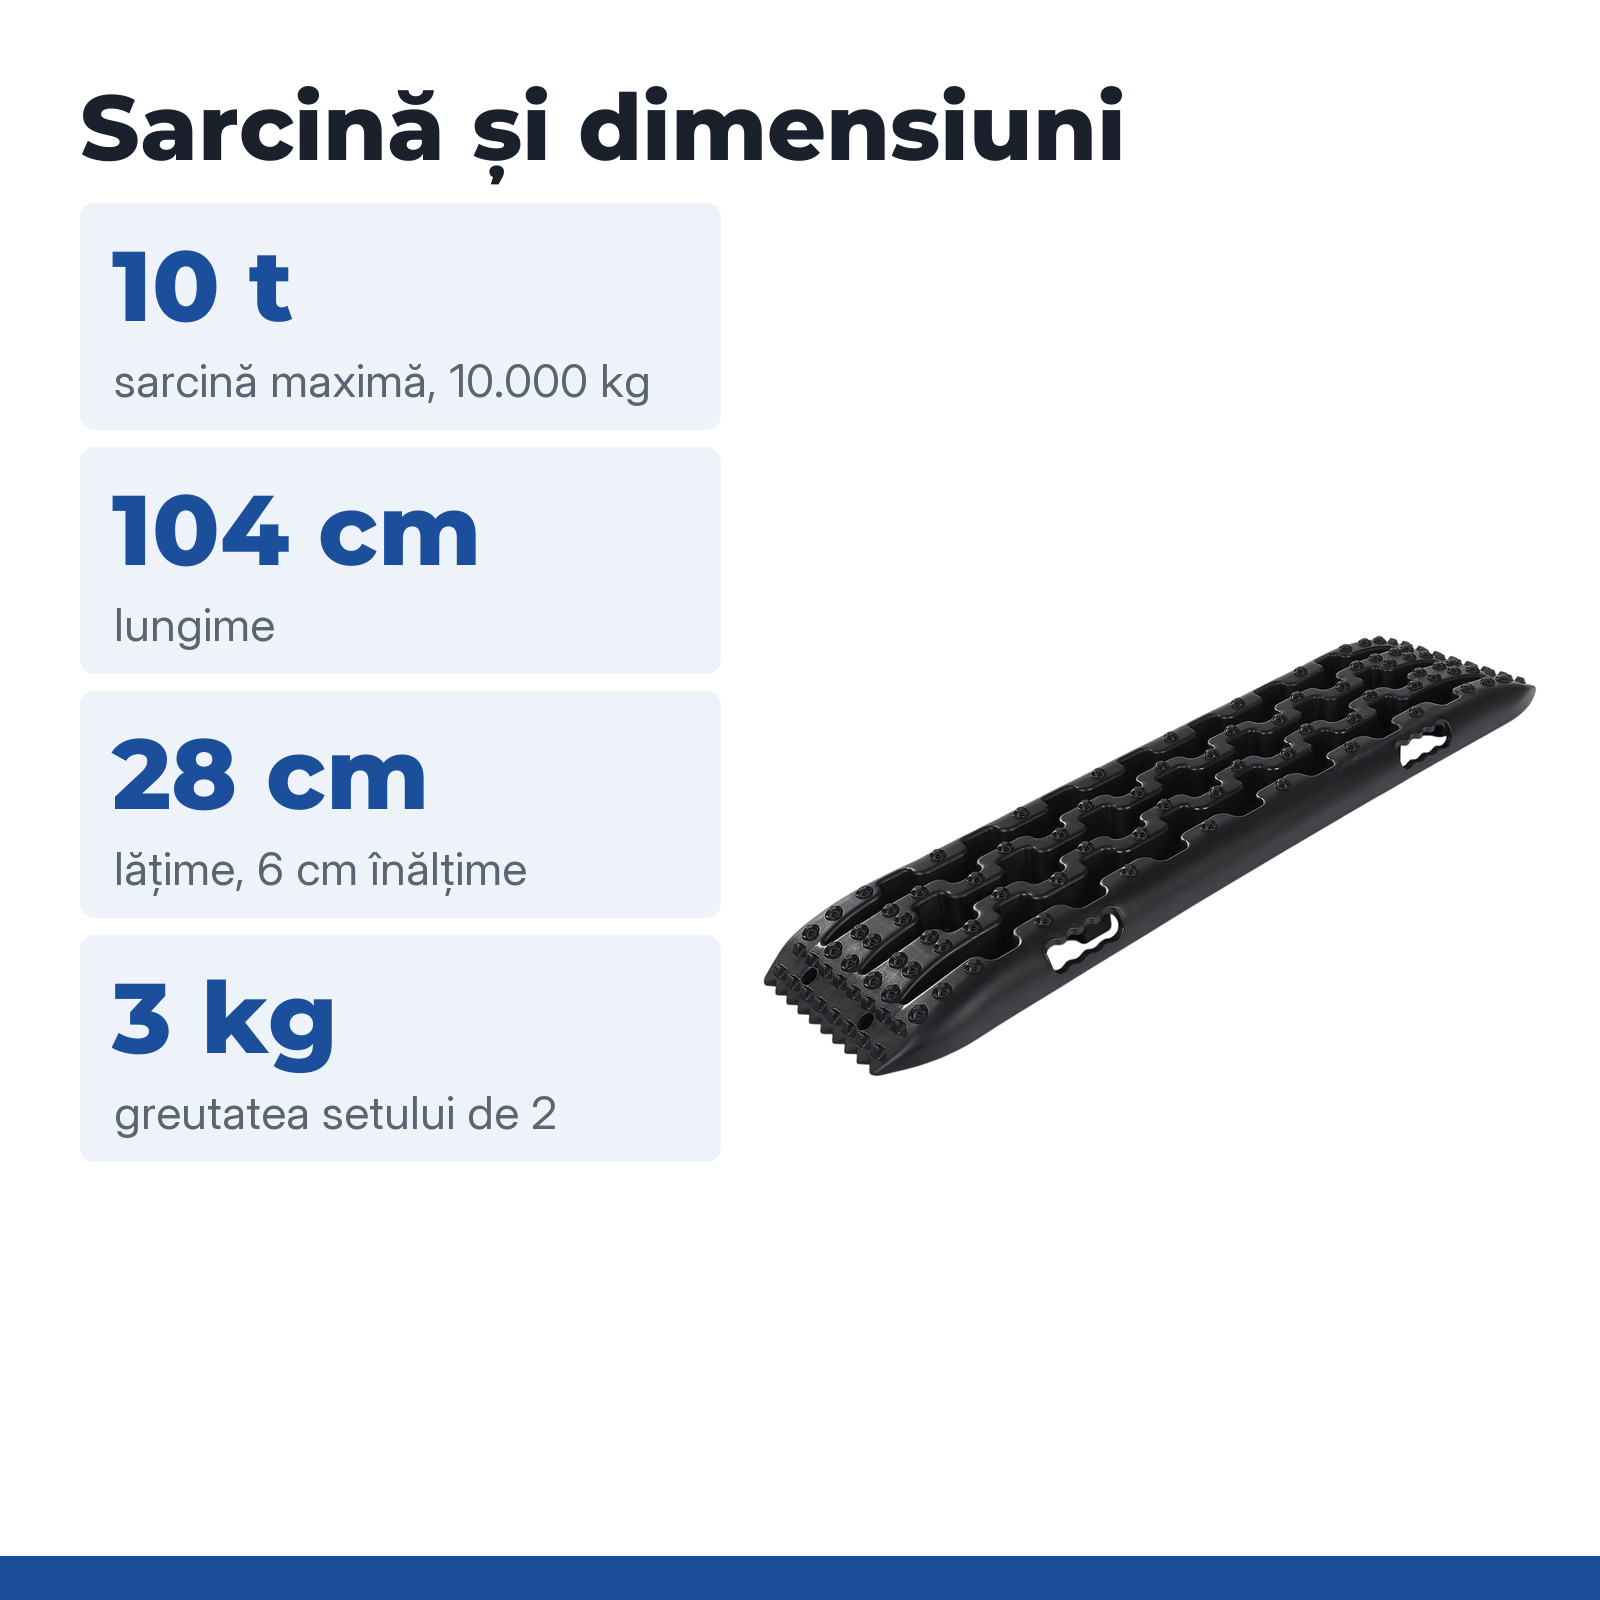 Sarcină și dimensiuni
10 t
sarcină maximă, 10.000 kg
104 cm
lungime
28 cm
lățime, 6 cm înălțime
3 kg
greutatea setului de 2